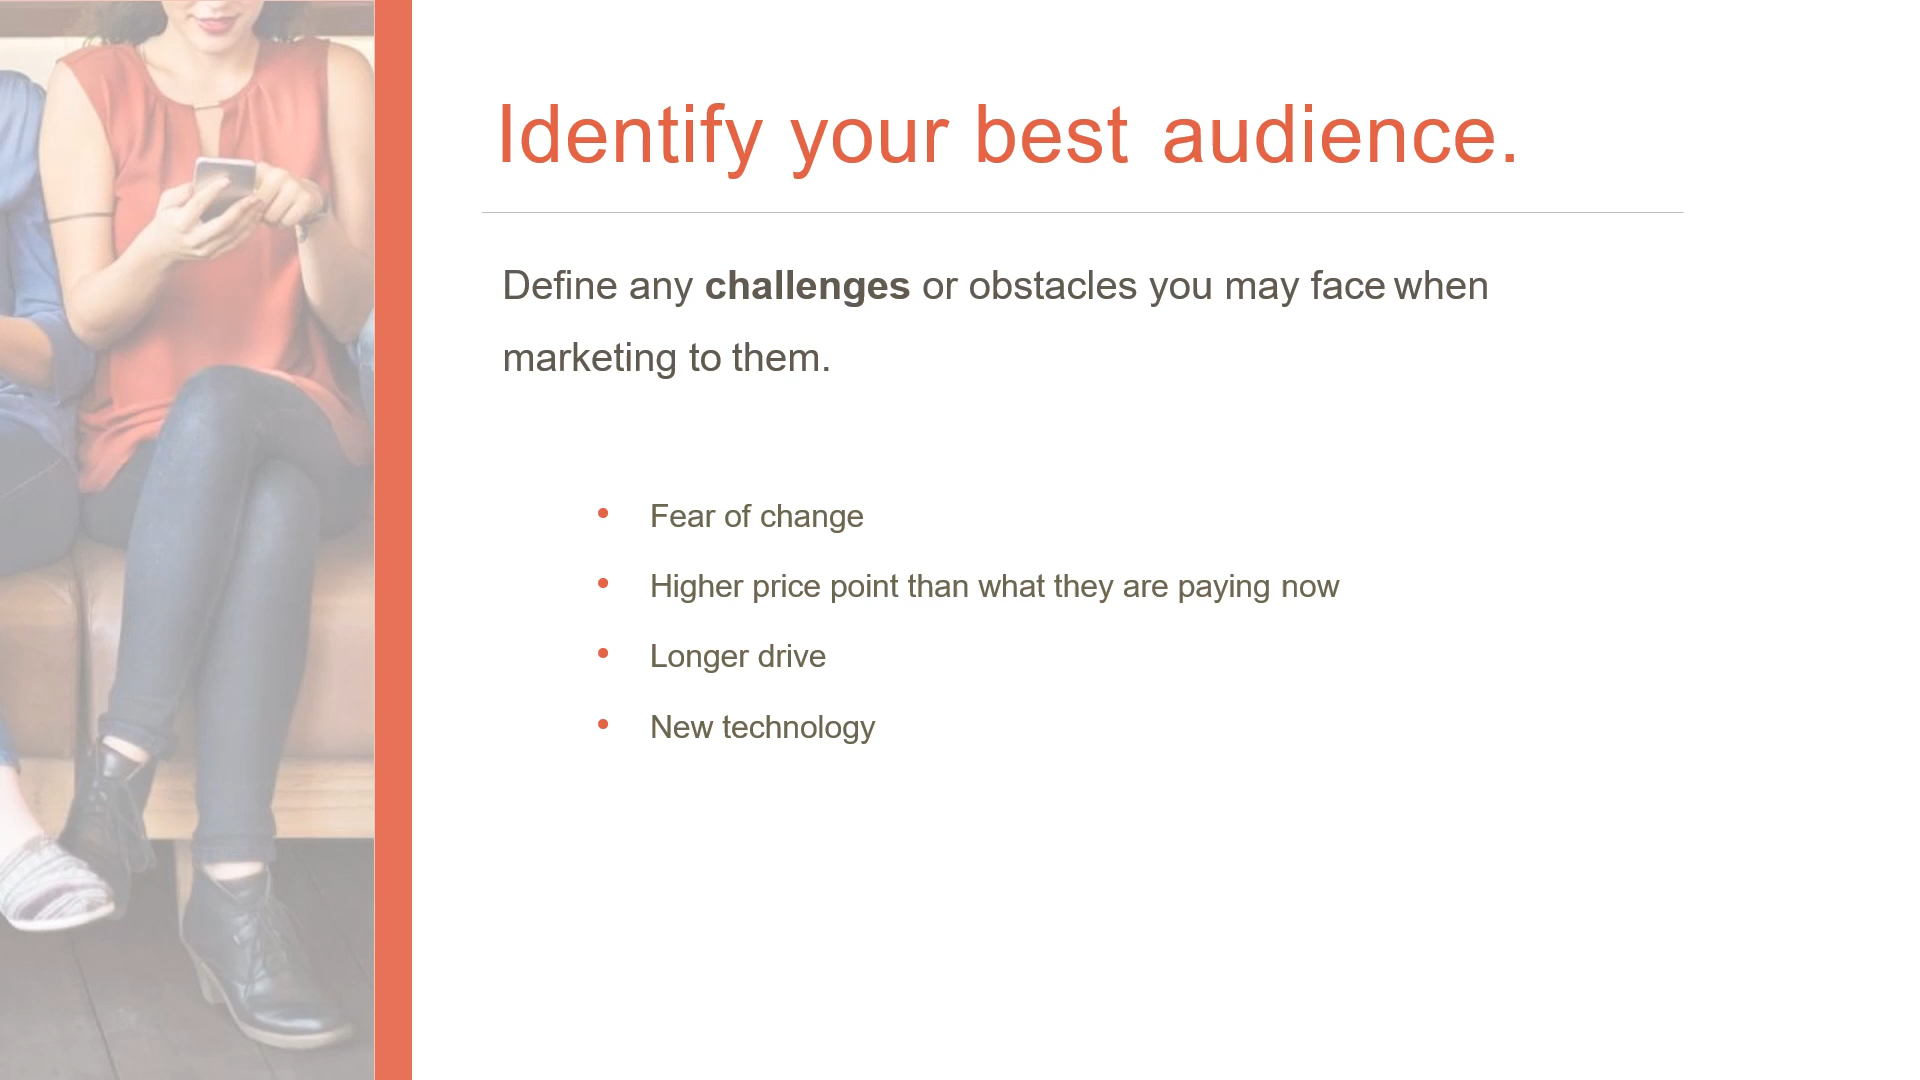 Identify your best audience.
Define any challenges or obstacles you may face when
marketing to them.
• Fear of change
• Higher price point than what they are paying now
• Longer drive
• New technology